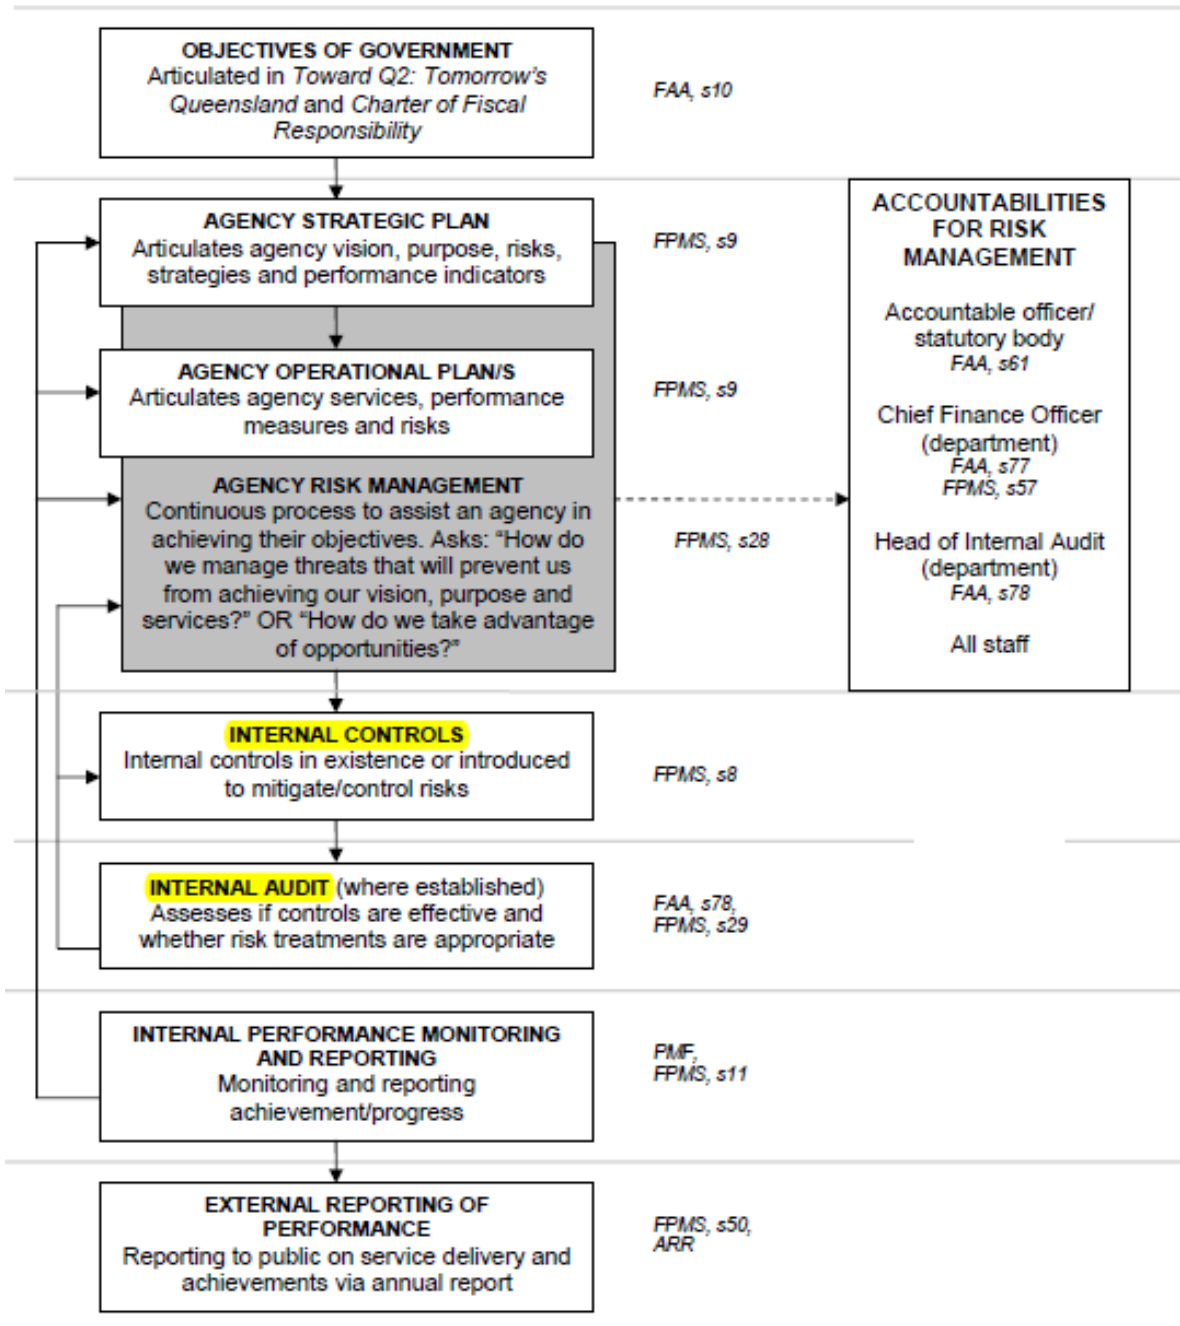 OBJECTIVES OF GOVERNMENT
Articulated in Toward Q2: Tomorrow's
Queensland and Charter of Fiscal
Responsibility
FAA, s10
AGENCY STRATEGIC PLAN
Articulates agency vision, purpose, risks,
strategies and performance indicators
FPMS, s9
AGENCY OPERATIONAL PLAN/S
Articulates agency services, performance
measures and risks
FPMS, s9
AGENCY RISK MANAGEMENT
Continuous process to assist an agency in
achieving their objectives. Asks: “How do
we manage threats that will prevent us
from achieving our vision, purpose and
services?” OR “How do we take advantage
of opportunities?”
FPMS, s28
ACCOUNTABILITIES
FOR RISK
MANAGEMENT
Accountable officer/
statutory body
FAA, s61
Chief Finance Officer
(department)
FAA, s77
FPMS, s57
Head of Internal Audit
(department)
FAA, s78
All staff
INTERNAL CONTROLS
Internal controls in existence or introduced
to mitigate/control risks
FPMS, s8
INTERNAL AUDIT (where established)
Assesses if controls are effective and
whether risk treatments are appropriate
FAA, s78,
FPMS, s29
INTERNAL PERFORMANCE MONITORING
AND REPORTING
Monitoring and reporting
achievement/progress
PMF,
FPMS, s11
EXTERNAL REPORTING OF
PERFORMANCE
Reporting to public on service delivery and
achievements via annual report
FPMS, s50,
ARR